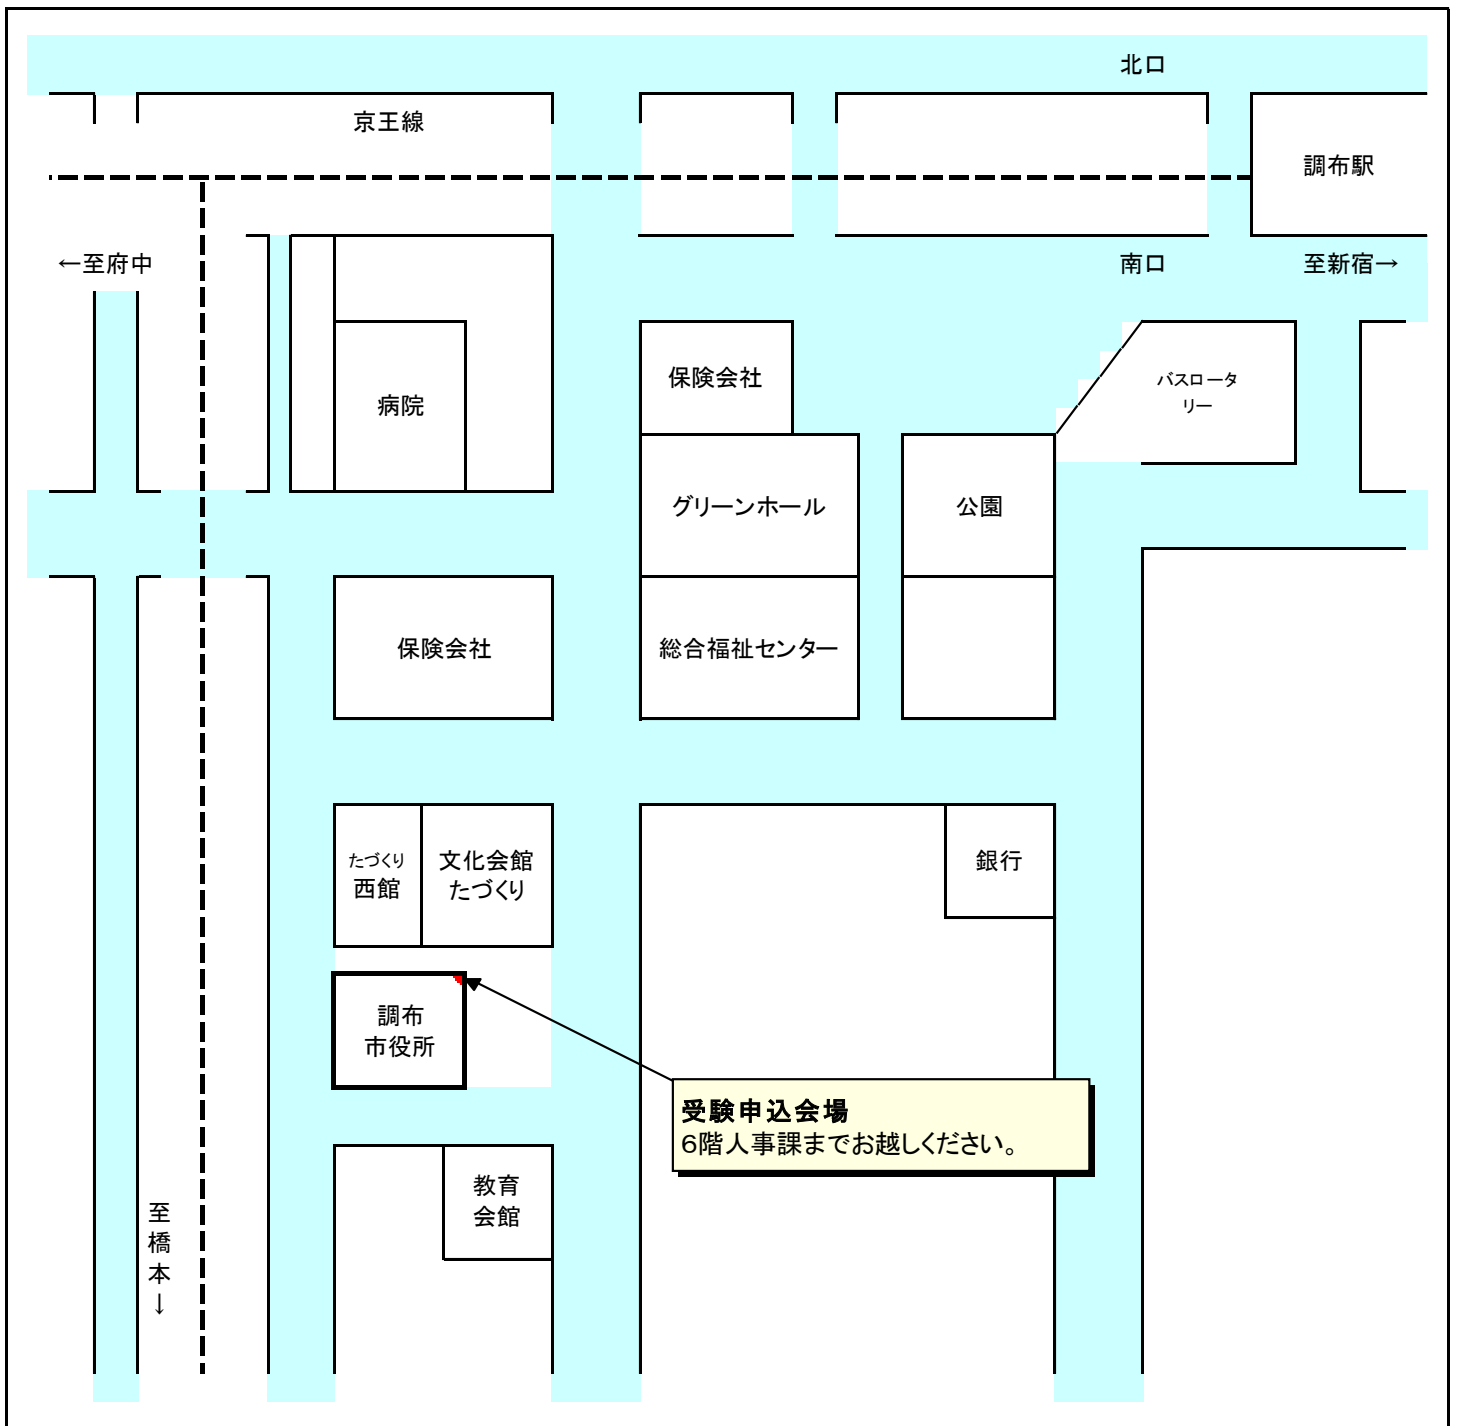 北口
京王線
調布駅
←至府中
南口
至新宿→
保険会社
バスロータ
リー
病院
グリーンホール
公園
保険会社
総合福祉センター
たづくり
西館
文化会館
たづくり
銀行
調布
市役所
受験申込会場
6階人事課までお越しください。
教育
会館
至
橋
本
↓